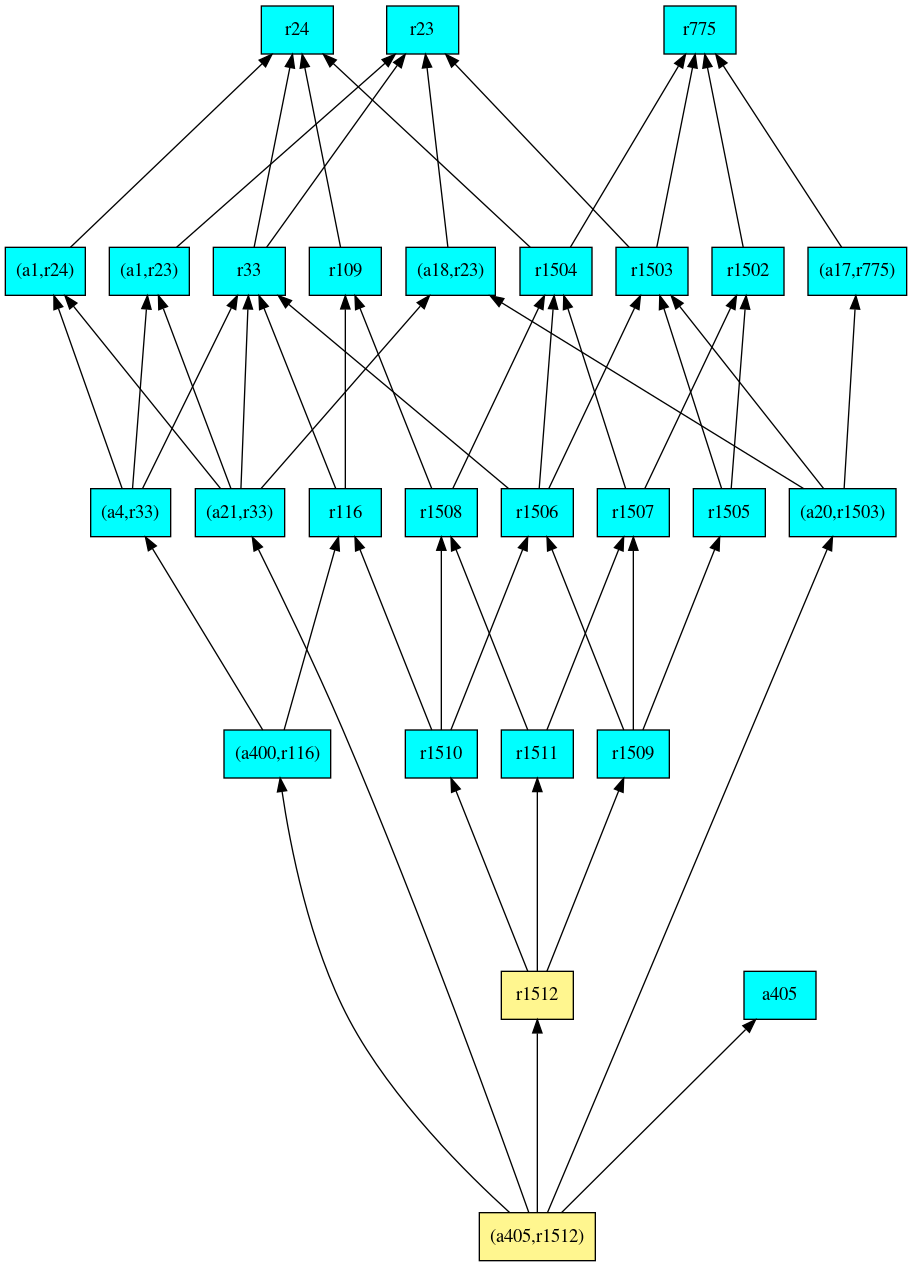 r24
r23
r775
(a1,r24)
(a1,r23)
r33
r109
(a18,r23)
r1504
r1503
r1502
(a17,r775)
(a4,r33)
(a21,r33)
r116
r1508
r1506
r1507
r1505
(a20,r1503)
(a400,r116)
r1510
r1511
r1509
r1512
a405
(a405,r1512)